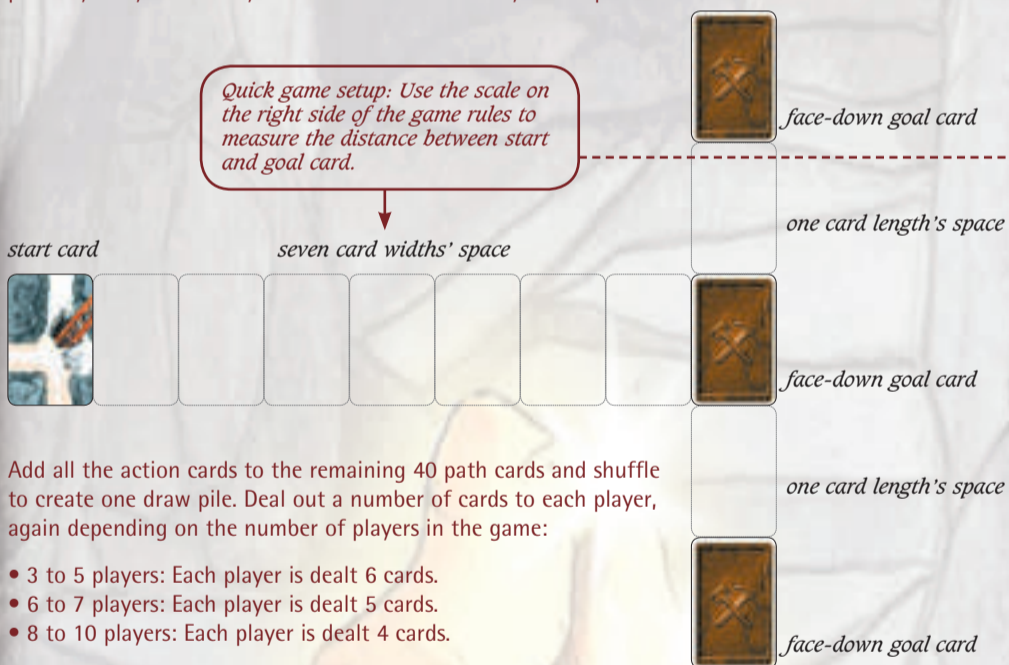 Quick game setup: Use the scale on
the right side of the game rules to
measure the distance between start
and goal card.
face-down goal card
one card length's space
start card
seven card widths' space
face-down goal card
Add all the action cards to the remaining 40 path cards and shuffle
to create one draw pile. Deal out a number of cards to each player,
again depending on the number of players in the game:
one card length's space
• 3 to 5 players: Each player is dealt 6 cards.
• 6 to 7 players: Each player is dealt 5 cards.
• 8 to 10 players: Each player is dealt 4 cards.
face-down goal card